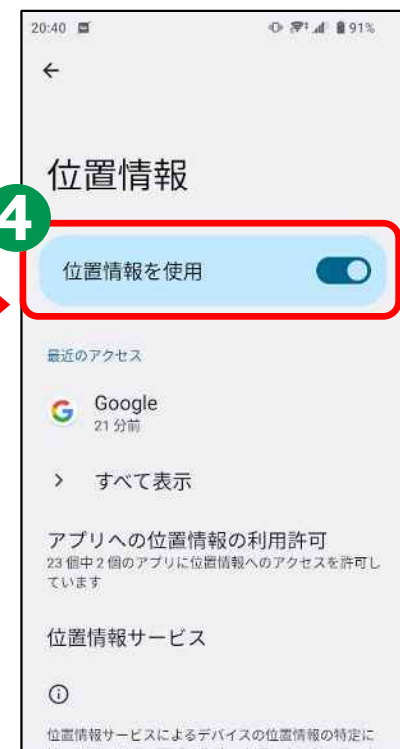 20:40 91%
位置情報
4
位置情報を使用
最近のアクセス
Google
21 分前
すべて表示
アプリへの位置情報の利用許可
23 個中 2 個のアプリに位置情報へのアクセスを許可し
ています
位置情報サービス
位置情報サービスによるデバイスの位置情報の特定に